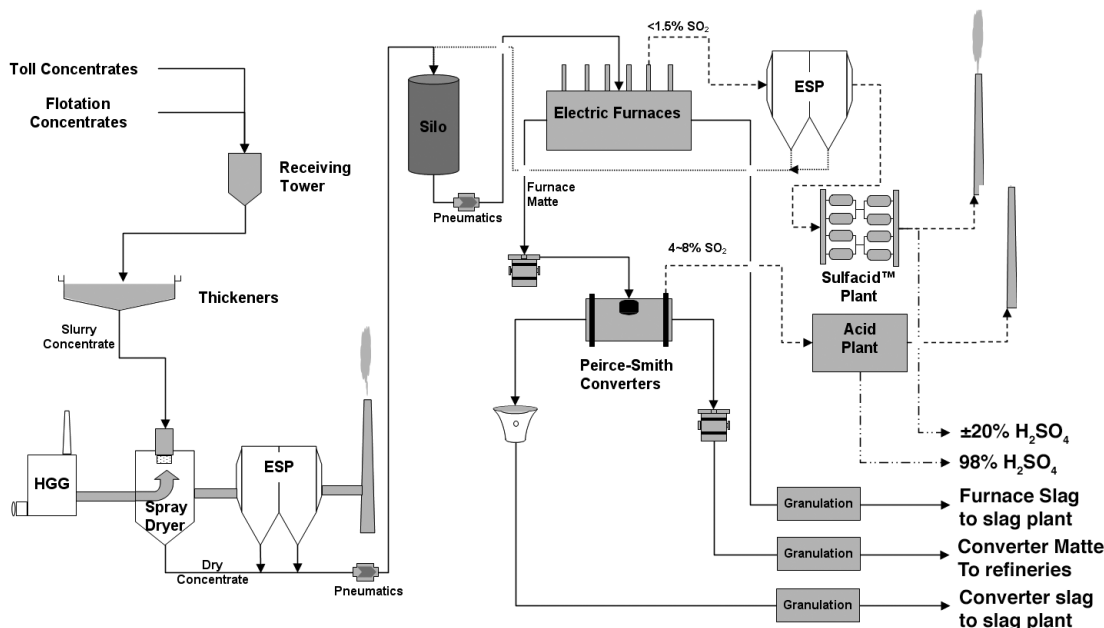 Toll Concentrates
Flotation
Concentrates
Receiving
Tower
Thickeners
Slurry
Concentrate
HGG
Spray
Dryer
ESP
Dry
Concentrate
Pneumatics
Silo
Pneumatics
<1.5% SO₂
Electric Furnaces
ESP
Furnace
Matte
4~8% SO₂
Sulfacid™
Plant
Peirce-Smith
Converters
Acid
Plant
±20% H₂SO₄
98% H₂SO₄
Granulation
Furnace Slag
to slag plant
Granulation
Converter Matte
To refineries
Granulation
Converter slag
to slag plant